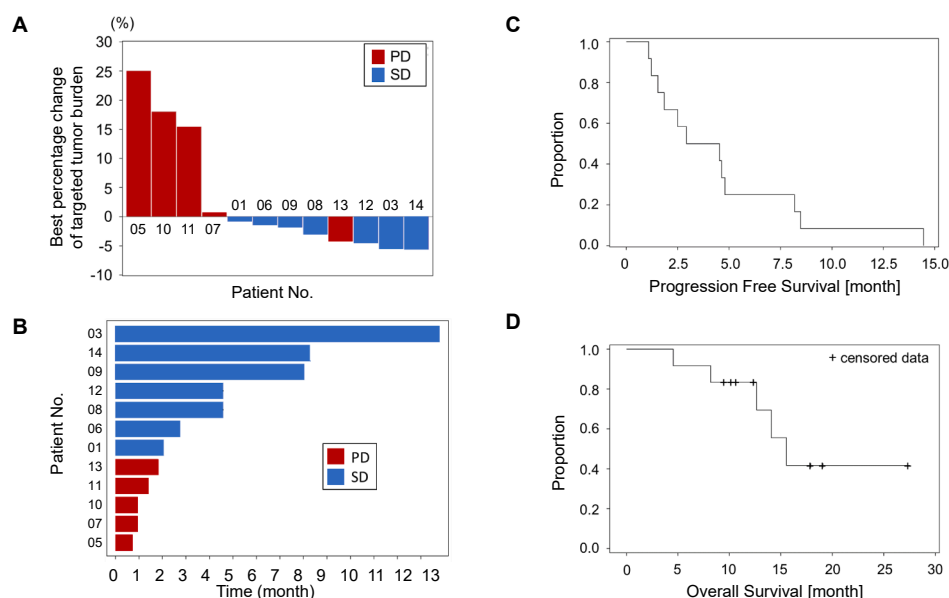 A
(%)
30
25
20
15
10
5
0
-5
-10
Best percentage change
of targeted tumor burden
PD
SD
01 06 09 08 13 12 03 14
05 10 11 07
Patient No.
B
03
14
09
12
08
06
01
13
11
10
07
05
Patient No.
PD
SD
0 1 2 3 4 5 6 7 8 9 10 11 12 13
Time (month)
C
1.0
0.8
0.6
0.4
0.2
0.0
Proportion
0 2.5 5.0 7.5 10.0 12.5 15.0
Progression Free Survival [month]
D
+ censored data
1.0
0.8
0.6
0.4
0.2
0.0
Proportion
0 5 10 15 20 25 30
Overall Survival [month]